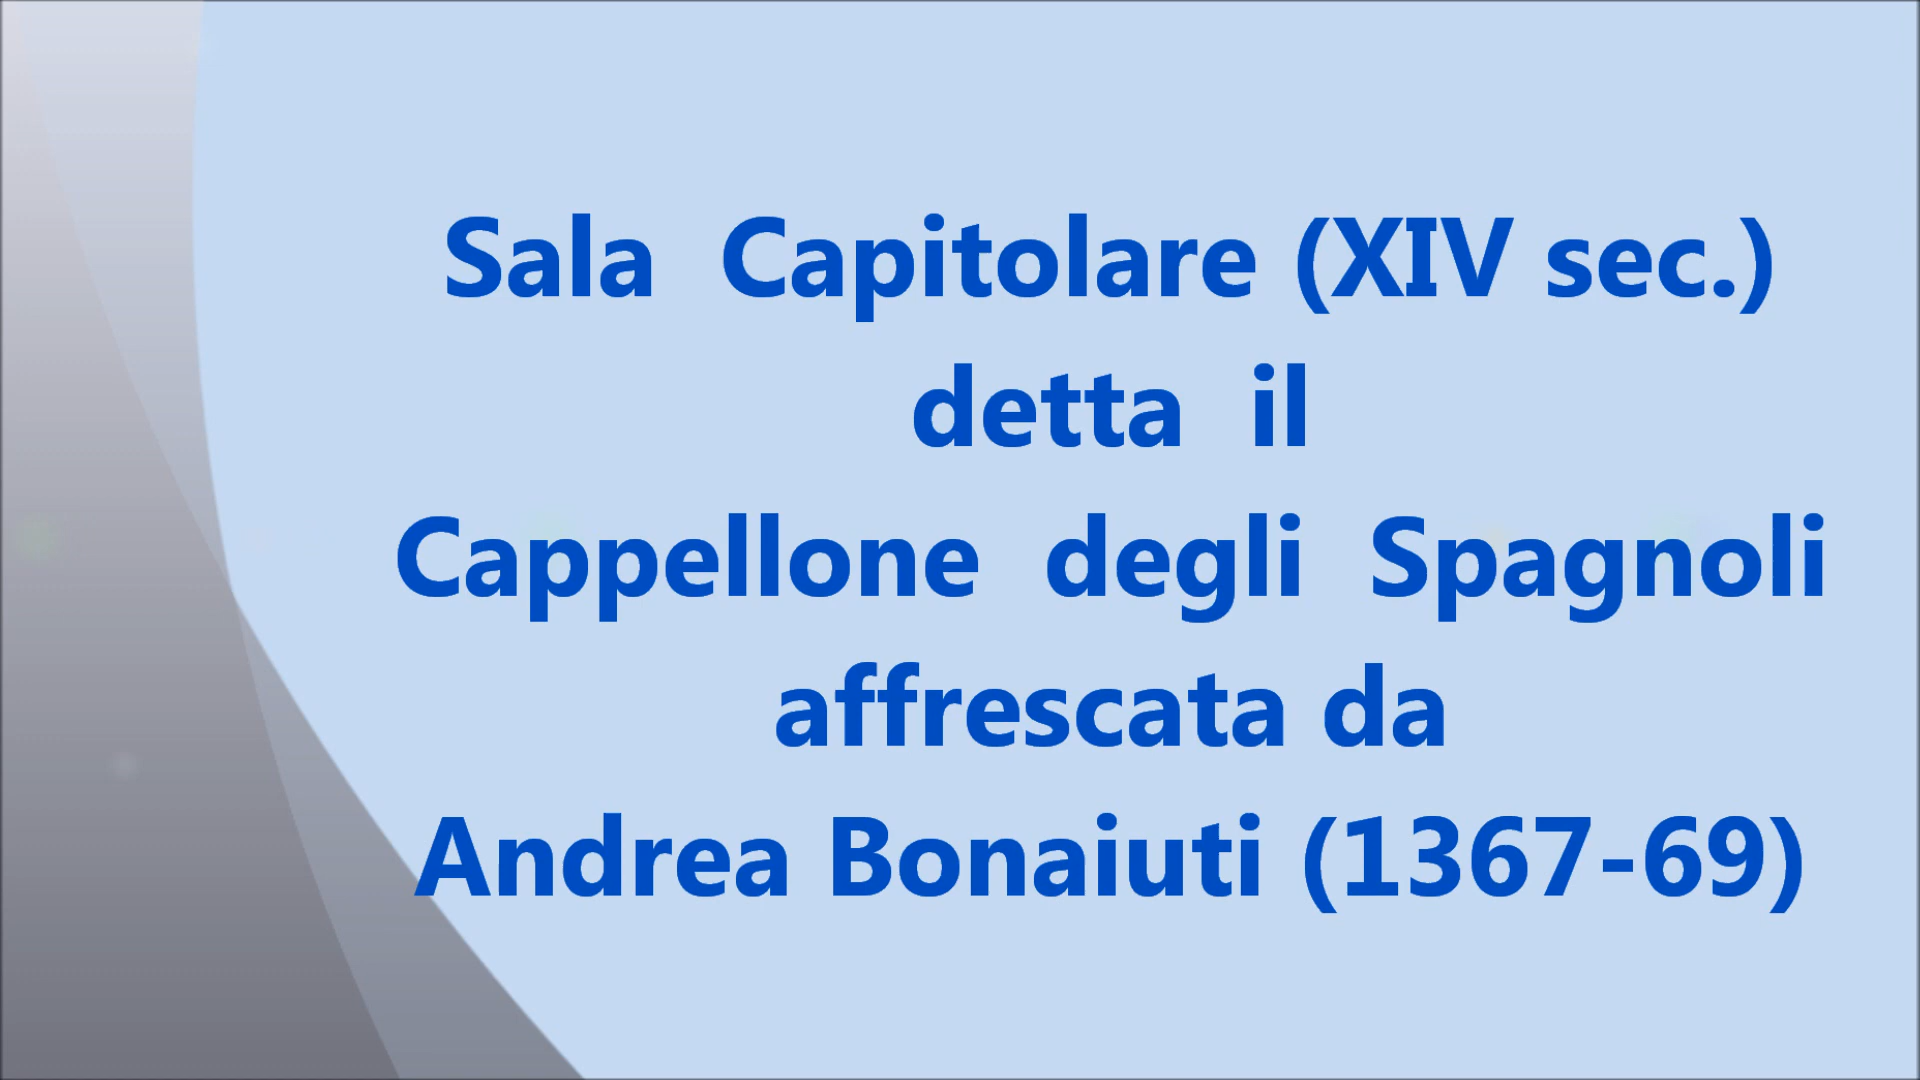 Sala Capitolare (XIV sec.)
detta il
Cappellone degli Spagnoli
affrescata da
Andrea Bonaiuti (1367-69)